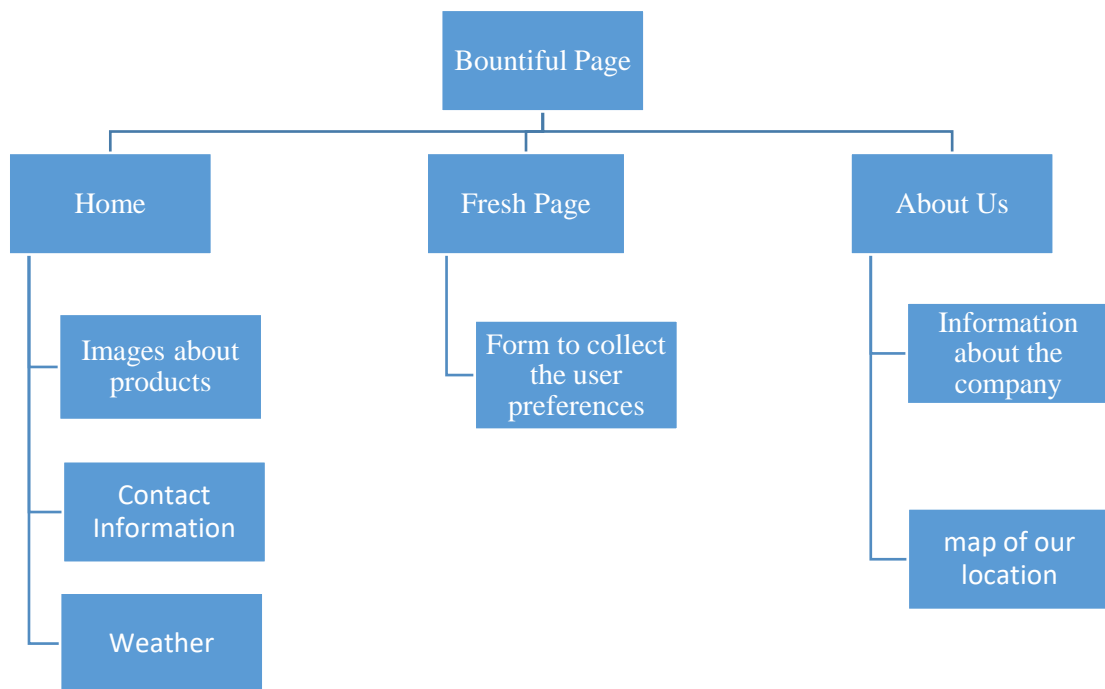 Bountiful Page
Home
Fresh Page
About Us
Images about
products
Contact
Information
Weather
Form to collect
the user
preferences
Information
about the
company
map of our
location